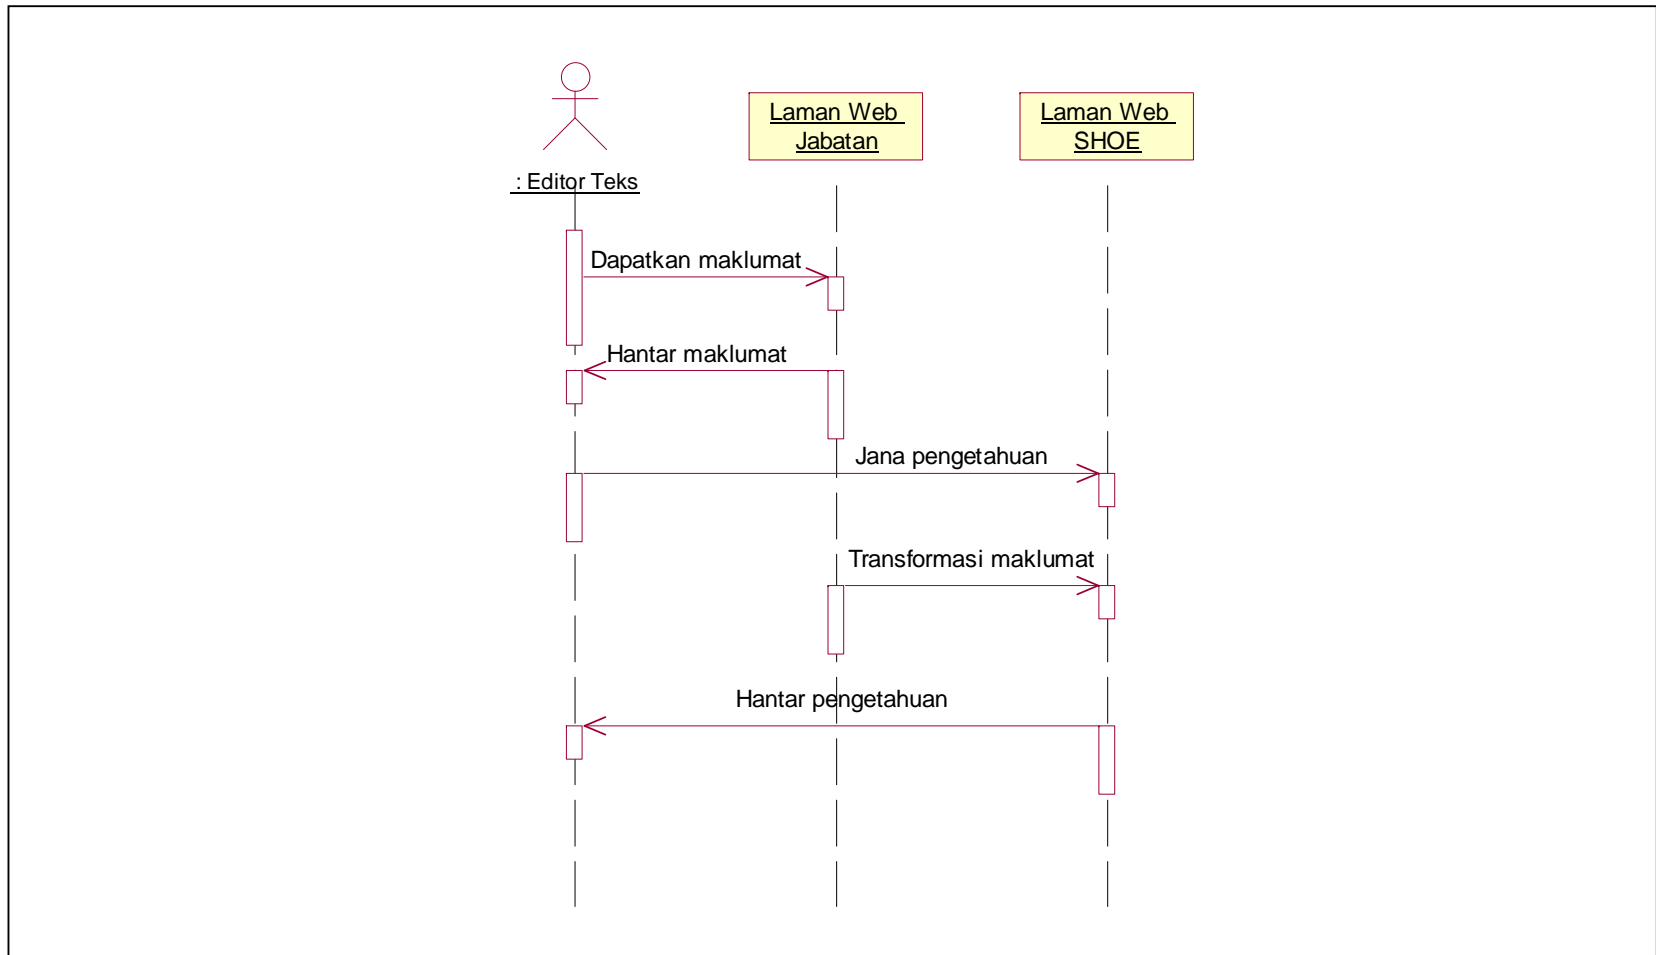 Laman Web
Jabatan
Laman Web
SHOE
: Editor Teks
Dapatkan maklumat
Hantar maklumat
Jana pengetahuan
Transformasi maklumat
Hantar pengetahuan